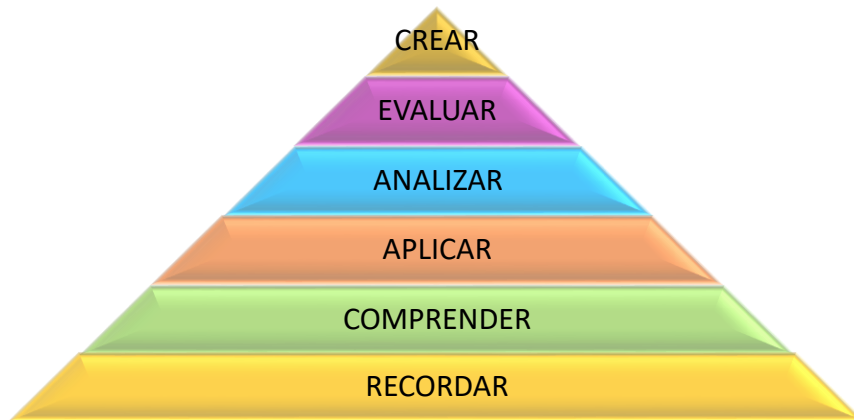 CREAR
EVALUAR
ANALIZAR
APLICAR
COMPRENDER
RECORDAR